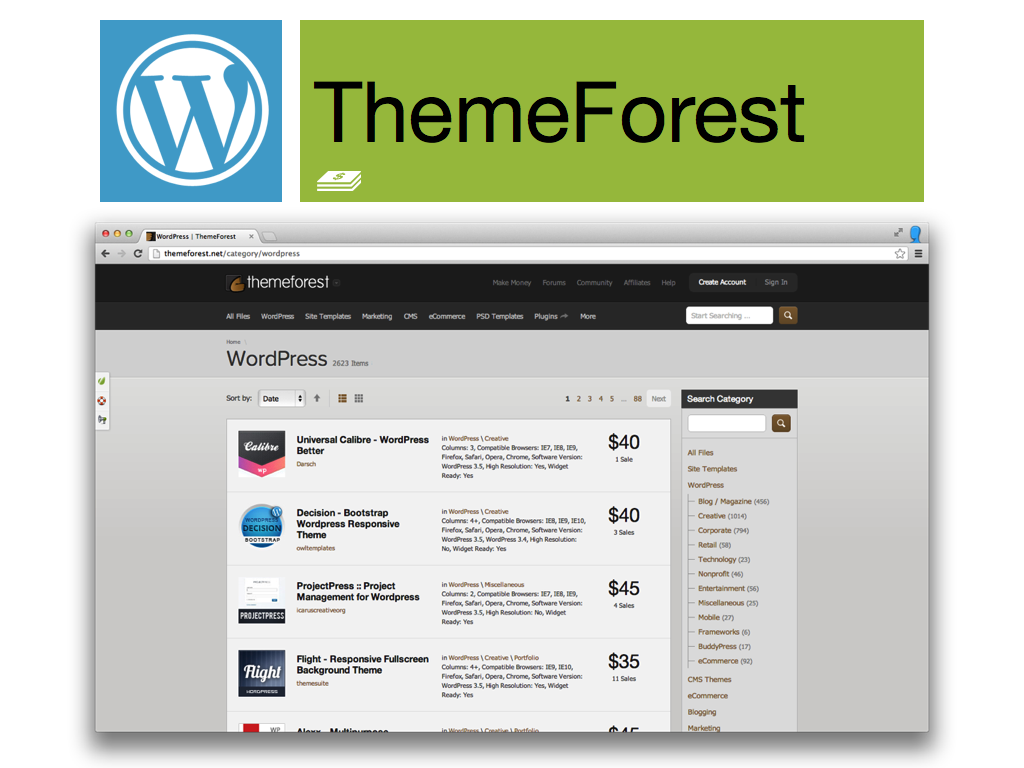 ThemeForest
WordPress | ThemeForest
themeforest.net/category/wordpress
themeforest
Make Money Forums Community Affiliates Help Create Account Sign In
All Files WordPress Site Templates Marketing CMS eCommerce PSD Templates Plugins More
Start Searching ...
Home
WordPress 2623 Items
Sort by: Date
1 2 3 4 5 ... 88 Next
Calibre
wp
Universal Calibre - WordPress
Better
Darsch
in WordPress \ Creative
Columns: 3, Compatible Browsers: IE7, IE8, IE9,
Firefox, Safari, Opera, Chrome, Software Version:
WordPress 3.5, High Resolution: Yes, Widget
Ready: Yes
$40
1 Sale
WORDPRESS
DECISION
BOOTSTRAP
Decision - Bootstrap
Wordpress Responsive
Theme
owltemplates
in WordPress \ Creative
Columns: 4+, Compatible Browsers: IE8, IE9, IE10,
Firefox, Safari, Opera, Chrome, Software Version:
WordPress 3.5, WordPress 3.4, High Resolution:
No, Widget Ready: Yes
$40
3 Sales
PROJECTPRESS
ProjectPress :: Project
Management for Wordpress
icaruscreativeorg
in WordPress \ Miscellaneous
Columns: 2, Compatible Browsers: IE7, IE8, IE9,
Firefox, Safari, Opera, Chrome, Software Version:
WordPress 3.5, High Resolution: No, Widget
Ready: Yes
$45
4 Sales
Flight
WORDPRESS
Flight - Responsive Fullscreen
Background Theme
themesuite
in WordPress \ Creative \ Portfolio
Columns: 4+, Compatible Browsers: IE9, IE10,
Firefox, Safari, Opera, Chrome, Software Version:
WordPress 3.5, High Resolution: Yes, Widget
Ready: Yes
$35
11 Sales
WP
in WordPress \ Creative \ Portfolio
$45
Search Category
All Files
Site Templates
WordPress
Blog / Magazine (456)
Creative (1014)
Corporate (794)
Retail (58)
Technology (23)
Nonprofit (46)
Entertainment (56)
Miscellaneous (25)
Mobile (27)
Frameworks (6)
BuddyPress (17)
eCommerce (92)
CMS Themes
eCommerce
Blogging
Marketing